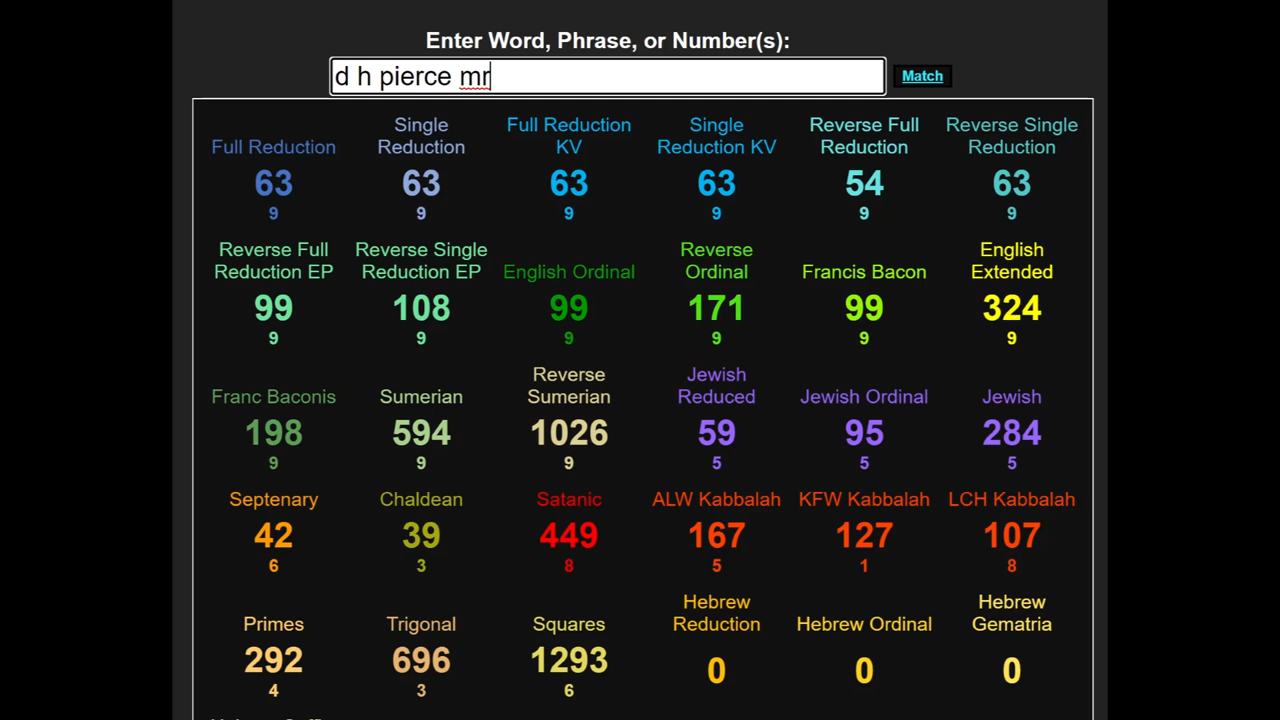 Enter Word, Phrase, or Number(s):
d h pierce mr
Match
Full Reduction
Single Reduction
Full Reduction KV
Single Reduction KV
Reverse Full Reduction
Reverse Single Reduction
63 63 63 63 54 63
9 9 9 9 9 9
Reverse Full Reduction EP
Reverse Single Reduction EP
English Ordinal
Reverse Ordinal
Francis Bacon
English Extended
99 108 99 171 99 324
9 9 9 9 9 9
Franc Baconis
Sumerian
Reverse Sumerian
Jewish Reduced
Jewish Ordinal
Jewish
198 594 1026 59 95 284
9 9 9 5 5 5
Septenary
Chaldean
Satanic
ALW Kabbalah
KFW Kabbalah
LCH Kabbalah
42 39 449 167 127 107
6 3 8 5 1 8
Primes
Trigonal
Squares
Hebrew Reduction
Hebrew Ordinal
Hebrew Gematria
292 696 1293 0 0 0
4 3 6